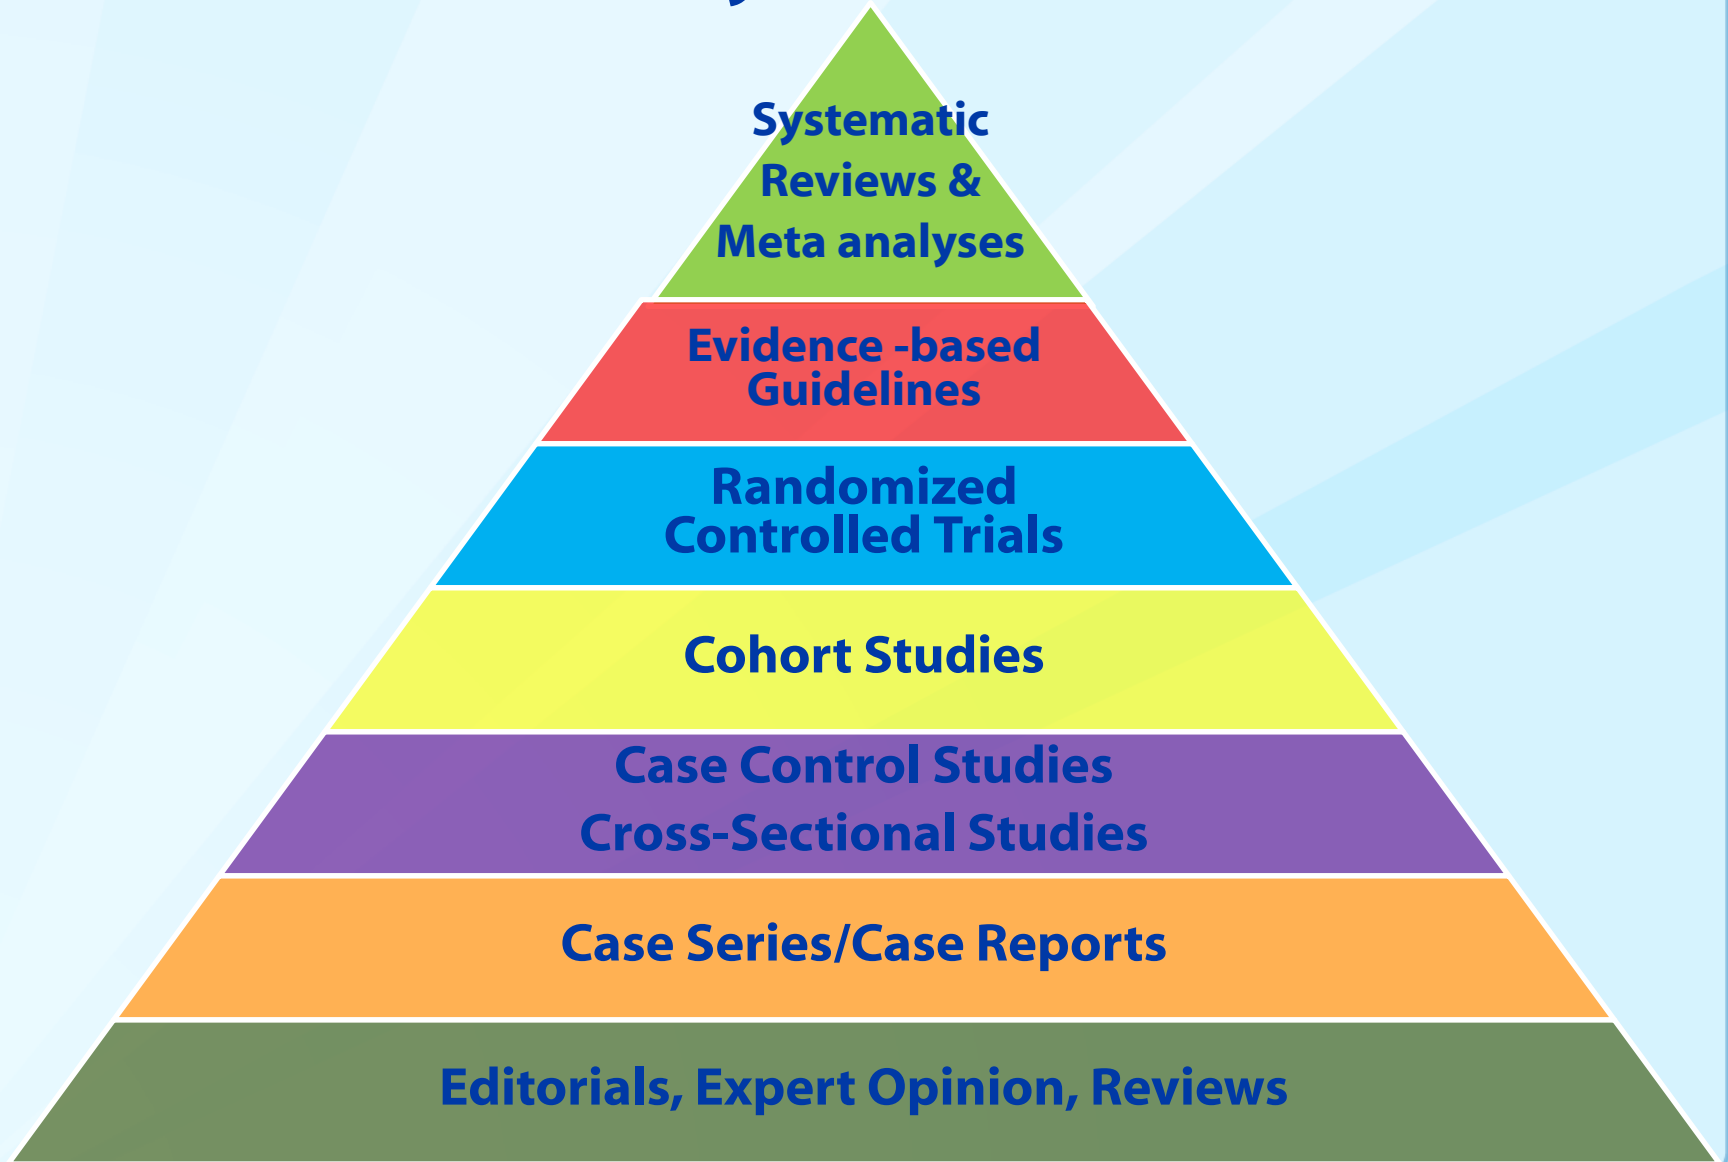 Systematic
Reviews &
Meta analyses
Evidence -based
Guidelines
Randomized
Controlled Trials
Cohort Studies
Case Control Studies
Cross-Sectional Studies
Case Series/Case Reports
Editorials, Expert Opinion, Reviews